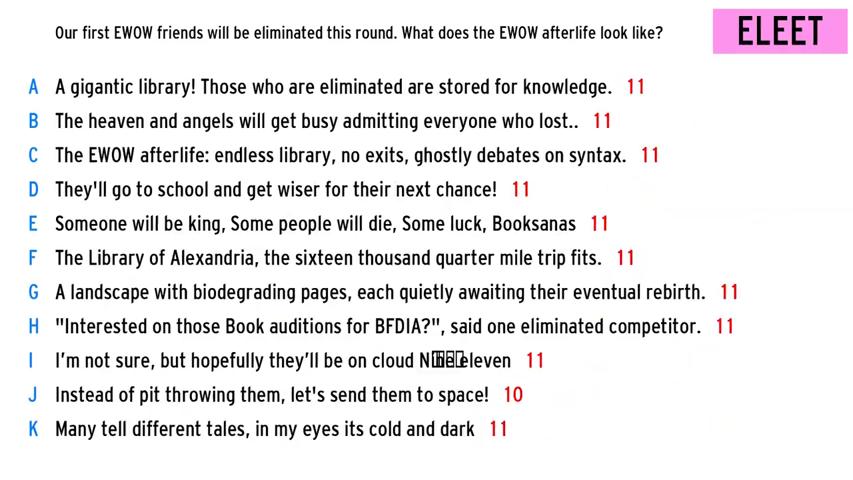 Our first EWOW friends will be eliminated this round. What does the EWOW afterlife look like?
ELEET
A A gigantic library! Those who are eliminated are stored for knowledge. 11
B The heaven and angels will get busy admitting everyone who lost.. 11
C The EWOW afterlife: endless library, no exits, ghostly debates on syntax. 11
D They'll go to school and get wiser for their next chance! 11
E Someone will be king, Some people will die, Some luck, Booksanas 11
F The Library of Alexandria, the sixteen thousand quarter mile trip fits. 11
G A landscape with biodegrading pages, each quietly awaiting their eventual rebirth. 11
H "Interested on those Book auditions for BFDIA?", said one eliminated competitor. 11
I I'm not sure, but hopefully they'll be on cloud eleven 11
J Instead of pit throwing them, let's send them to space! 10
K Many tell different tales, in my eyes its cold and dark 11